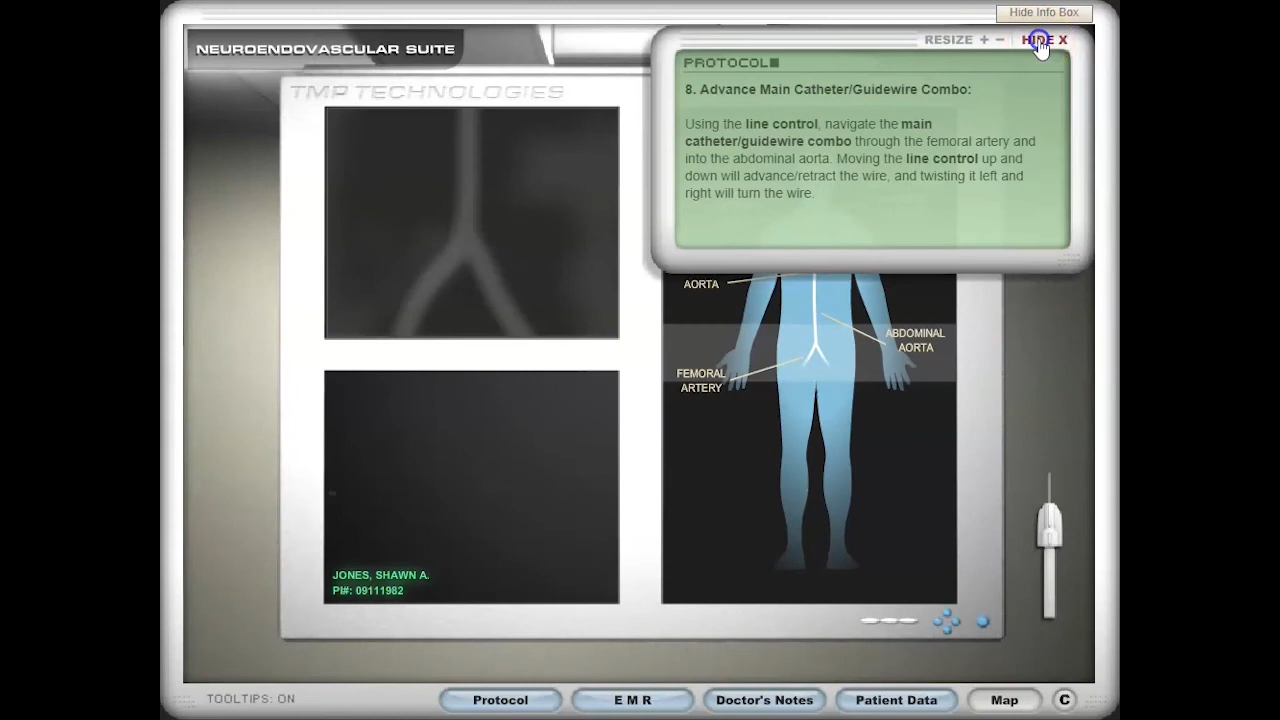 Hide Info Box
NEUROENDOVASCULAR SUITE
RESIZE + − HIDE X
PROTOCOL
TMP TECHNOLOGIES
8. Advance Main Catheter/Guidewire Combo:
Using the line control, navigate the main
catheter/guidewire combo through the femoral artery and
into the abdominal aorta. Moving the line control up and
down will advance/retract the wire, and twisting it left and
right will turn the wire.
AORTA
ABDOMINAL
AORTA
FEMORAL
ARTERY
JONES, SHAWN A.
PI#: 09111982
TOOLTIPS: ON
Protocol
E M R
Doctor's Notes
Patient Data
Map
C